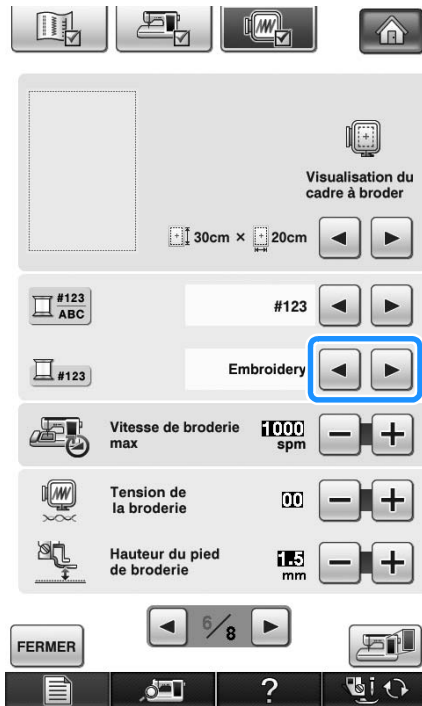 Visualisation du
cadre à broder
30cm × 20cm
#123
ABC
#123
#123
Embroidery
Vitesse de broderie
max
1000
spm
Tension de
la broderie
00
Hauteur du pied
de broderie
1.5
mm
FERMER
6/8
?